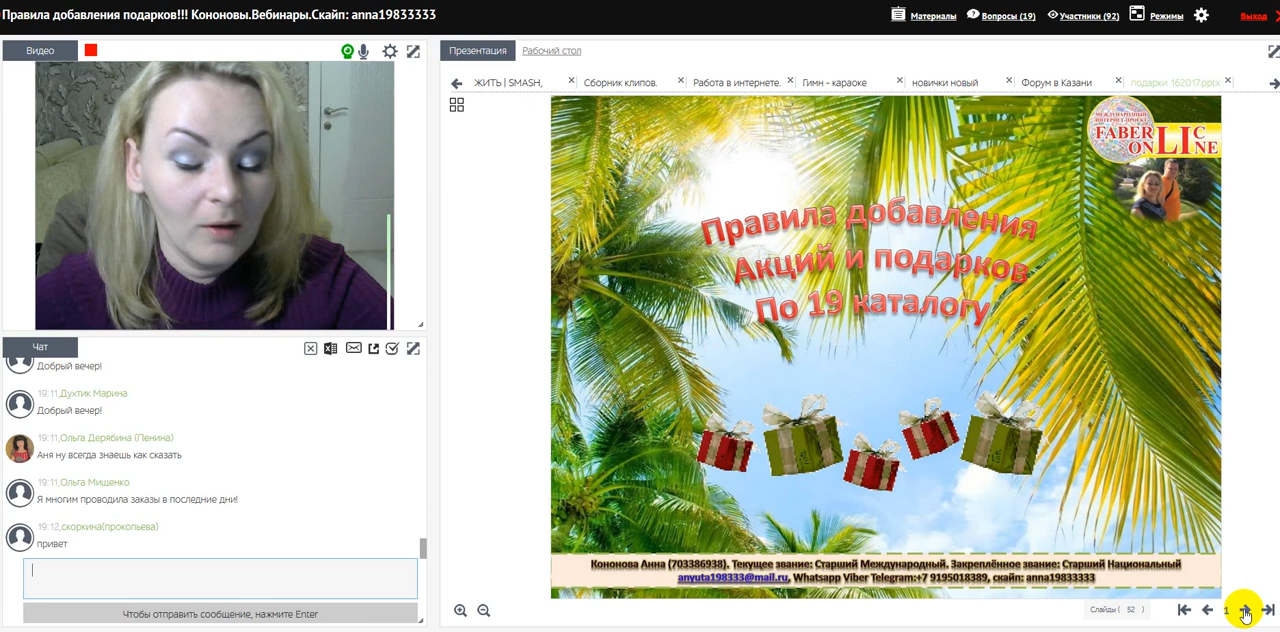 Правила добавления подарков!!! Кононовы.Вебинары.Скайп: anna19833333
Материалы
Вопросы (19)
Участники (92)
Режимы
Выход
Видео
Презентация
Рабочий стол
ЖИТЬ | SMASH,
Сборник клипов.
Работа в интернете.
Гимн - караоке
новички новый
Форум в Казани
подарки 162017.pptx
МЕЖДУНАРОДНЫЙ
ИНТЕРНЕТ-ПРОЕКТ
FABERLIC
ONLINE
Правила добавления
Акций и подарков
По 19 каталогу
Кононова Анна (703386938). Текущее звание: Старший Международный. Закреплённое звание: Старший Национальный
anyuta198333@mail.ru, Whatsapp Viber Telegram:+7 9195018389, скайп: anna19833333
Слайды ( 52 )
1
Чат
Добрый вечер!
19:11,Духтик Марина
Добрый вечер!
19:11,Ольга Дерябина (Пенина)
Аня ну всегда знаешь как сказать
19:11,Ольга Мищенко
Я многим проводила заказы в последние дни!
19:12,скоркина(прокопьева)
привет
Чтобы отправить сообщение, нажмите Enter